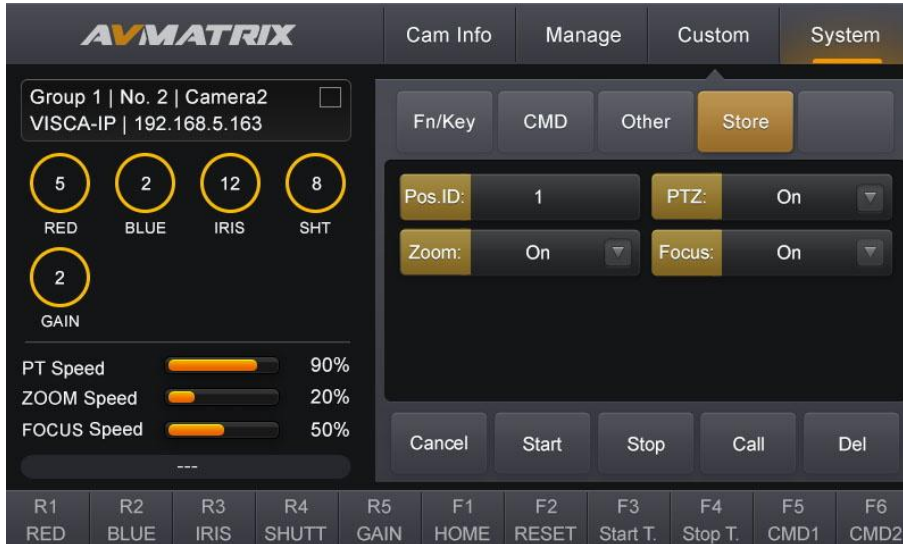 AVMATRIX
Cam Info Manage Custom System
Group 1 | No. 2 | Camera2
VISCA-IP | 192.168.5.163
5 2 12 8
RED BLUE IRIS SHT
2
GAIN
PT Speed 90%
ZOOM Speed 20%
FOCUS Speed 50%
---
Fn/Key CMD Other Store
Pos.ID: 1 PTZ: On
Zoom: On Focus: On
Cancel Start Stop Call Del
R1 R2 R3 R4 R5 F1 F2 F3 F4 F5 F6
RED BLUE IRIS SHUTT GAIN HOME RESET Start T. Stop T. CMD1 CMD2